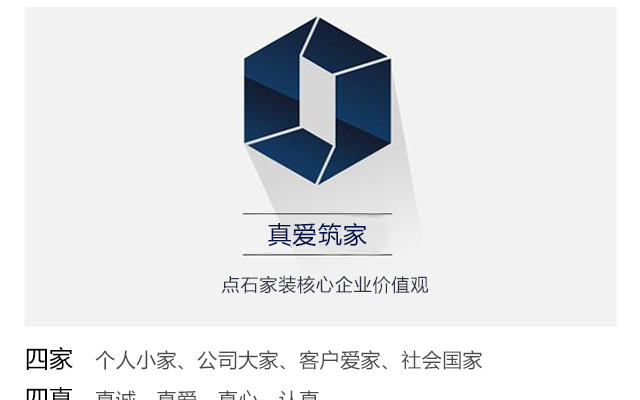 真爱筑家
点石家装核心企业价值观
四家 个人小家、公司大家、客户爱家、社会国家
四真 真诚、真爱、真心、认真